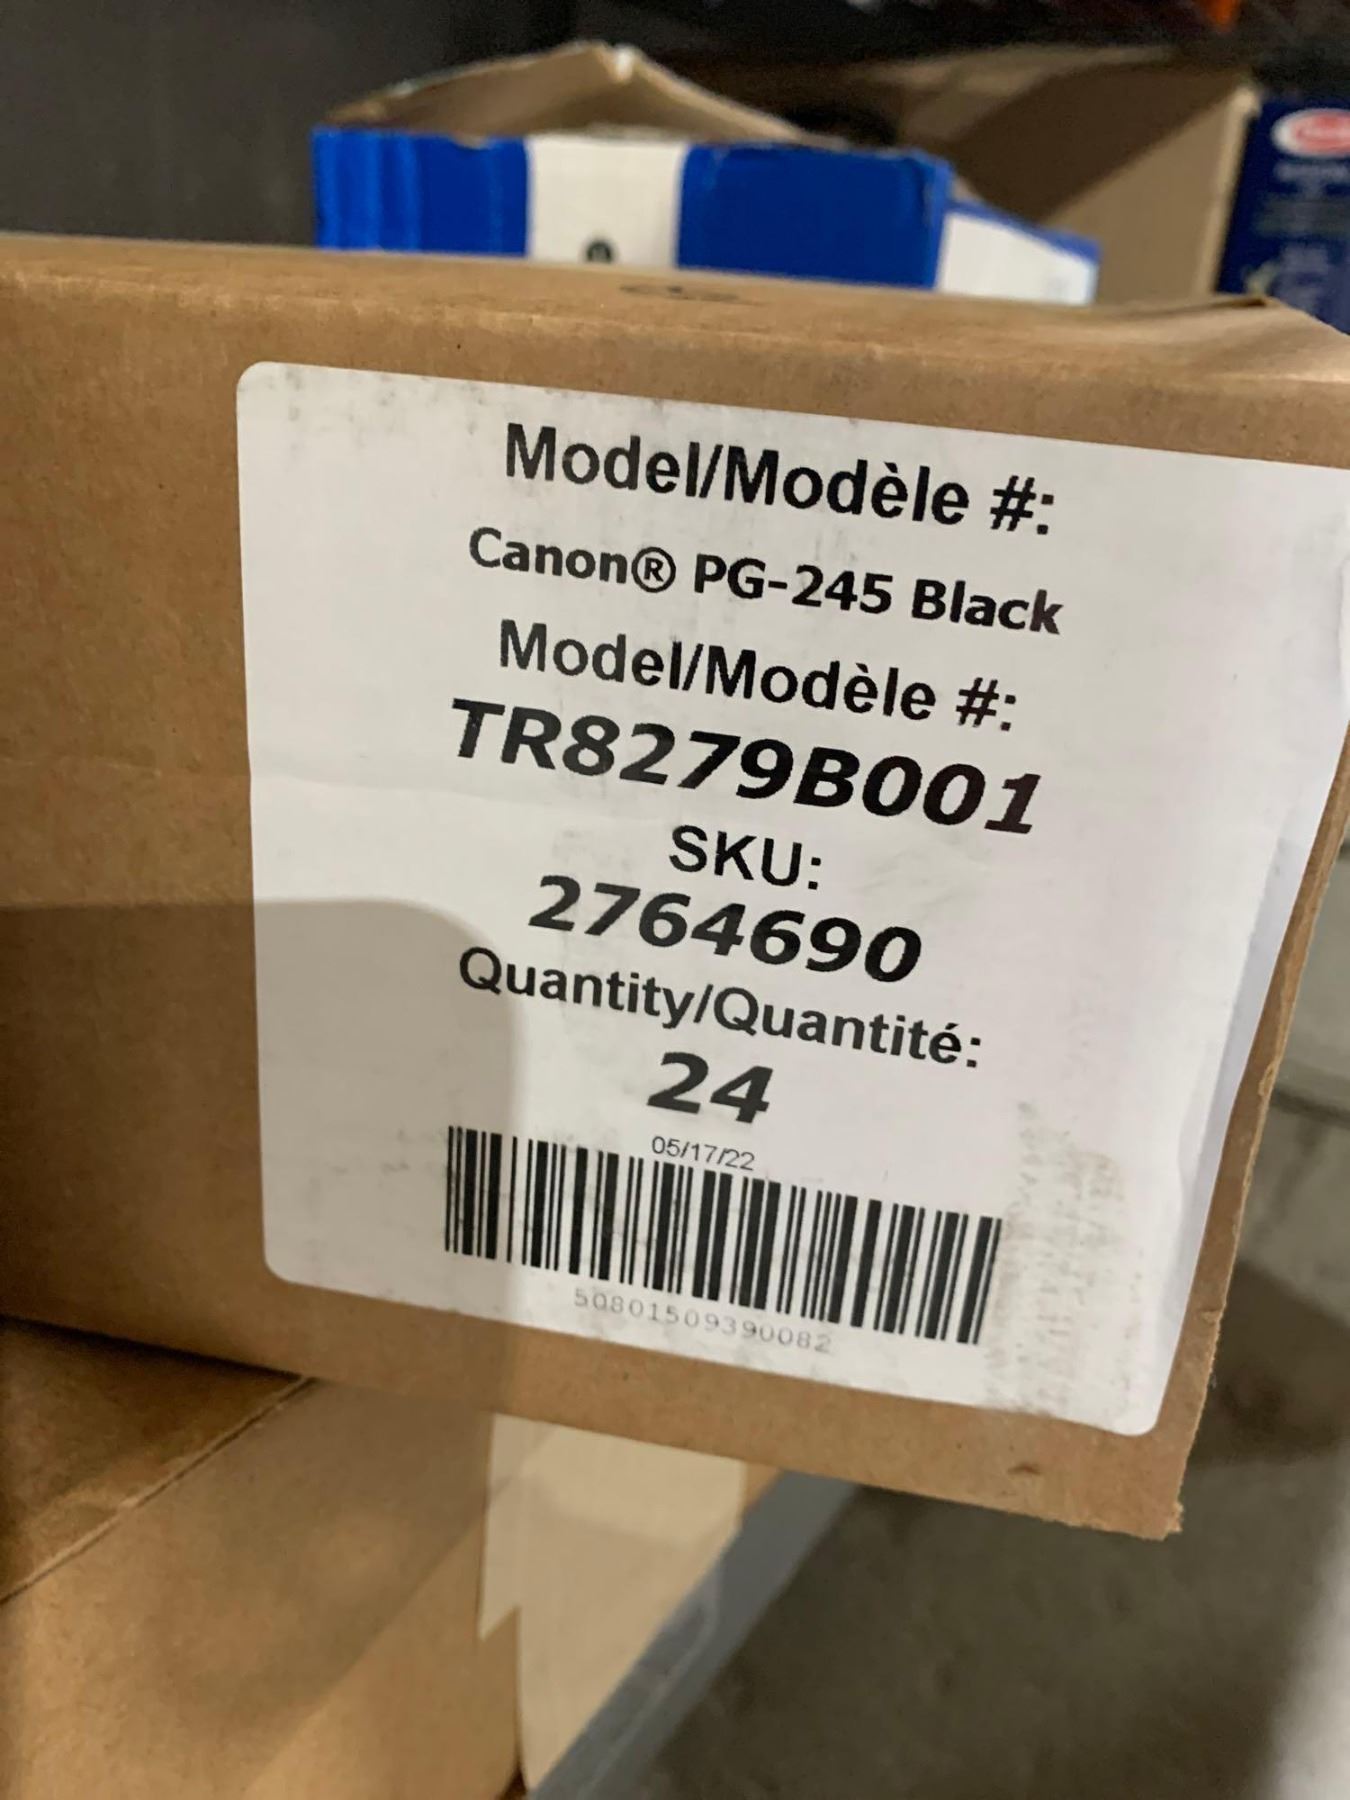 Model/Modèle #:
Canon® PG-245 Black
Model/Modèle #:
TR8279B001
SKU:
2764690
Quantity/Quantité:
24
05/17/22
50801509390082